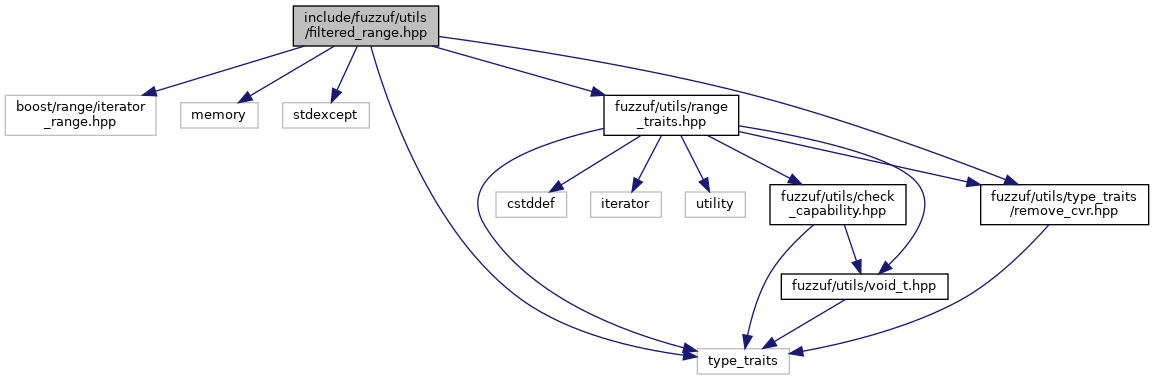 include/fuzzuf/utils
/filtered_range.hpp
boost/range/iterator
_range.hpp
memory
stdexcept
fuzzuf/utils/range
_traits.hpp
cstddef
iterator
utility
fuzzuf/utils/check
_capability.hpp
fuzzuf/utils/type_traits
/remove_cvr.hpp
fuzzuf/utils/void_t.hpp
type_traits